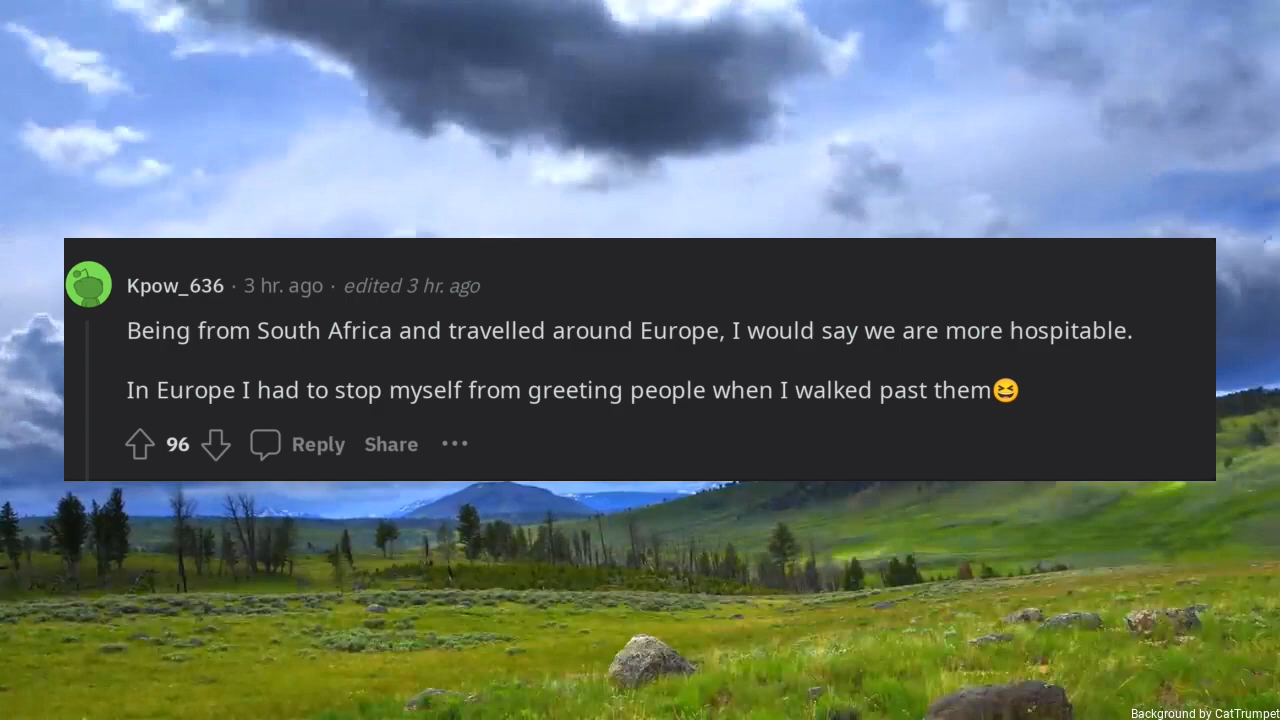 Kpow_636 · 3 hr. ago · edited 3 hr. ago
Being from South Africa and travelled around Europe, I would say we are more hospitable.
In Europe I had to stop myself from greeting people when I walked past them😆
96 Reply Share ···
Background by CatTrumpet